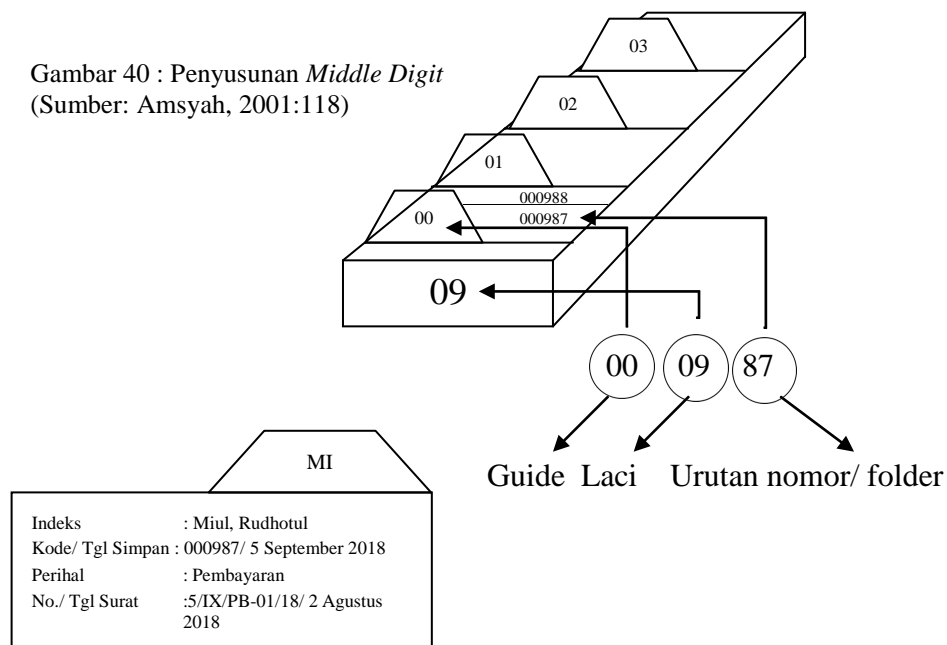 Gambar 40 : Penyusunan Middle Digit
(Sumber: Amsyah, 2001:118)
03
02
01
00
000988
000987
09
00 09 87
Guide Laci Urutan nomor/ folder
MI
Indeks : Miul, Rudhotul
Kode/ Tgl Simpan : 000987/ 5 September 2018
Perihal : Pembayaran
No./ Tgl Surat :5/IX/PB-01/18/ 2 Agustus
2018